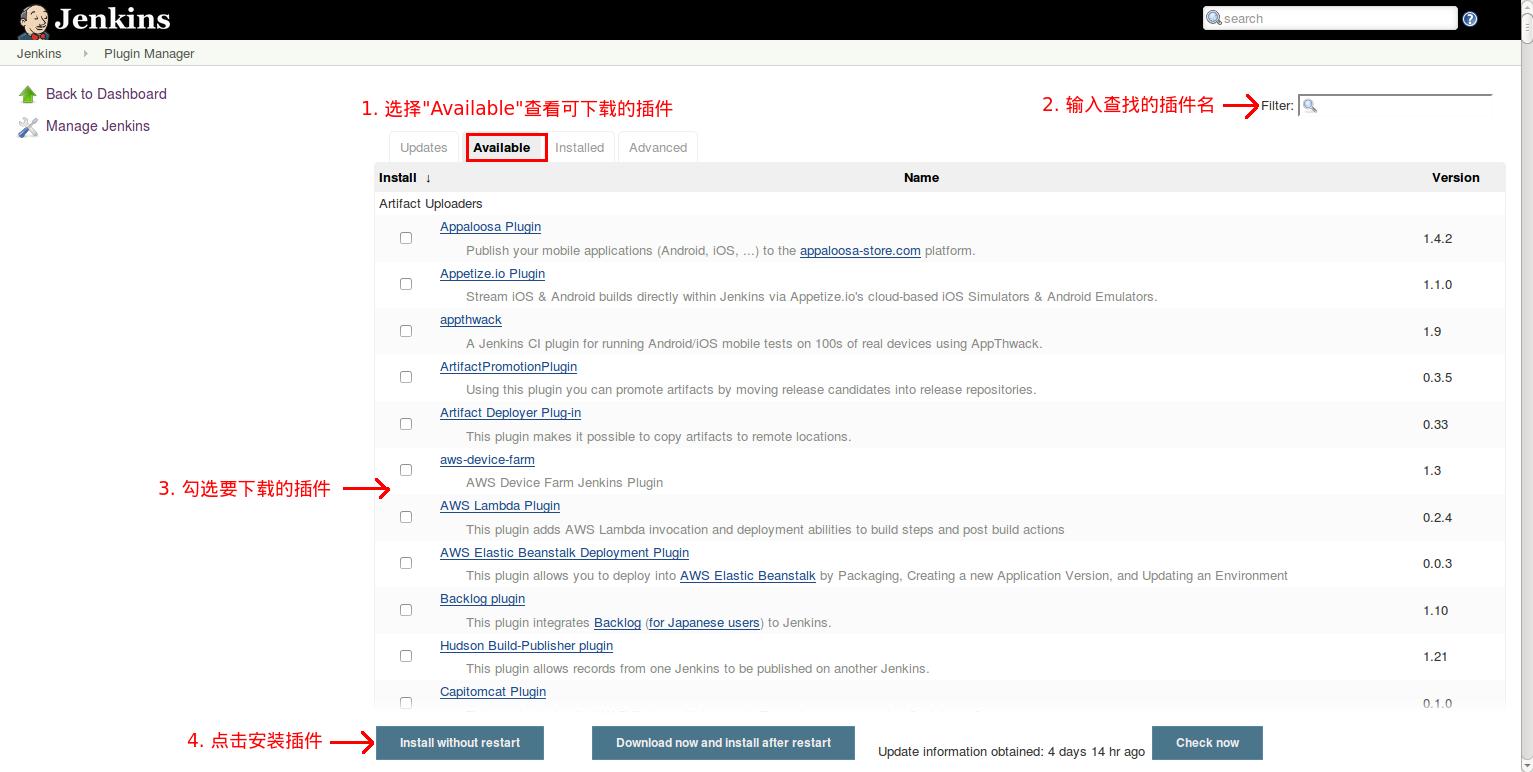 Jenkins
search
Jenkins Plugin Manager
Back to Dashboard
Manage Jenkins
1. 选择"Available"查看可下载的插件
2. 输入查找的插件名
Filter:
Updates Available Installed Advanced
Install ↓ Name Version
Artifact Uploaders
Appaloosa Plugin
Publish your mobile applications (Android, iOS, ...) to the appaloosa-store.com platform.
1.4.2
Appetize.io Plugin
Stream iOS & Android builds directly within Jenkins via Appetize.io's cloud-based iOS Simulators & Android Emulators.
1.1.0
appthwack
A Jenkins CI plugin for running Android/iOS mobile tests on 100s of real devices using AppThwack.
1.9
ArtifactPromotionPlugin
Using this plugin you can promote artifacts by moving release candidates into release repositories.
0.3.5
Artifact Deployer Plug-in
This plugin makes it possible to copy artifacts to remote locations.
0.33
aws-device-farm
AWS Device Farm Jenkins Plugin
1.3
3. 勾选要下载的插件
AWS Lambda Plugin
This plugin adds AWS Lambda invocation and deployment abilities to build steps and post build actions
0.2.4
AWS Elastic Beanstalk Deployment Plugin
This plugin allows you to deploy into AWS Elastic Beanstalk by Packaging, Creating a new Application Version, and Updating an Environment
0.0.3
Backlog plugin
This plugin integrates Backlog (for Japanese users) to Jenkins.
1.10
Hudson Build-Publisher plugin
This plugin allows records from one Jenkins to be published on another Jenkins.
1.21
Capitomcat Plugin
0.1.0
4. 点击安装插件
Install without restart
Download now and install after restart
Update information obtained: 4 days 14 hr ago
Check now